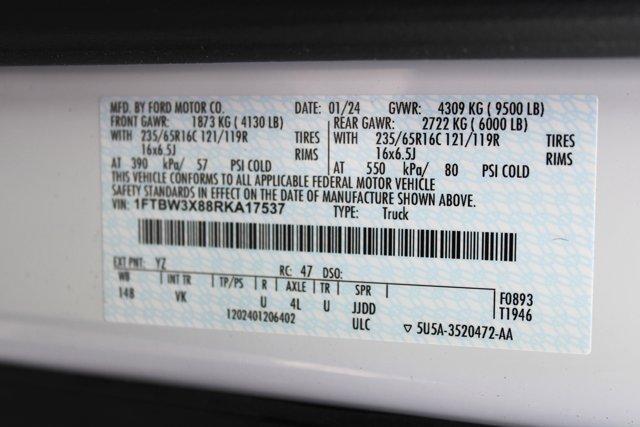 MFD. BY FORD MOTOR CO. DATE: 01/24 GVWR: 4309 KG ( 9500 LB)
FRONT GAWR: 1873 KG ( 4130 LB) REAR GAWR: 2722 KG ( 6000 LB)
WITH 235/65R16C 121/119R TIRES WITH 235/65R16C 121/119R TIRES
16x6.5J RIMS 16x6.5J RIMS
AT 390 kPa/ 57 PSI COLD AT 550 kPa/ 80 PSI COLD
THIS VEHICLE CONFORMS TO ALL APPLICABLE FEDERAL MOTOR VEHICLE
SAFETY STANDARDS IN EFFECT ON THE DATE OF MANUFACTURE SHOWN ABOVE.
VIN: 1FTBW3X88RKA17537 TYPE: Truck
EXT PNT: YZ RC: 47 DSO:
WB INT TR TP/PS R AXLE TR SPR
148 VK U 4L U JJDD
ULC
F0893
T1946
1202401206402
▽ 5U5A-3520472-AA